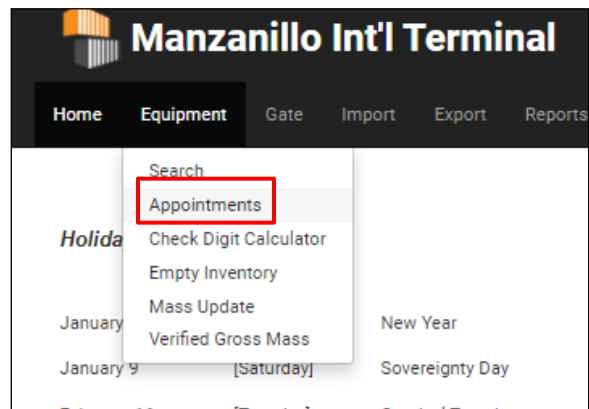 Manzanillo Int'l Terminal
Home Equipment Gate Import Export Reports
Search
Appointments
Check Digit Calculator
Empty Inventory
Mass Update
Verified Gross Mass
Holida
January New Year
January 9 [Saturday] Sovereignty Day